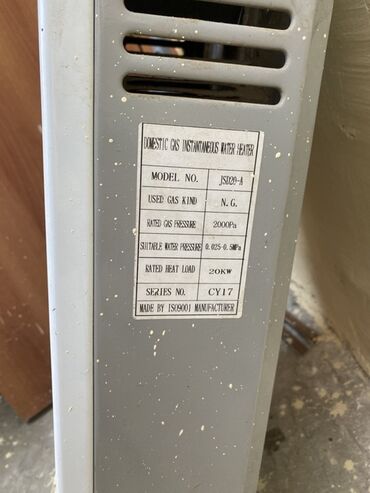 DOMESTIC GAS INSTANTANEOUS WATER HEATER
MODEL NO. JSD20-A
USED GAS KIND N.G.
RATED GAS PRESSURE 2000Pa
SUITABLE WATER PRESSURE 0.025-0.5MPa
RATED HEAT LOAD 20KW
SERIES NO. CY17
MADE BY ISO9001 MANUFACTURER